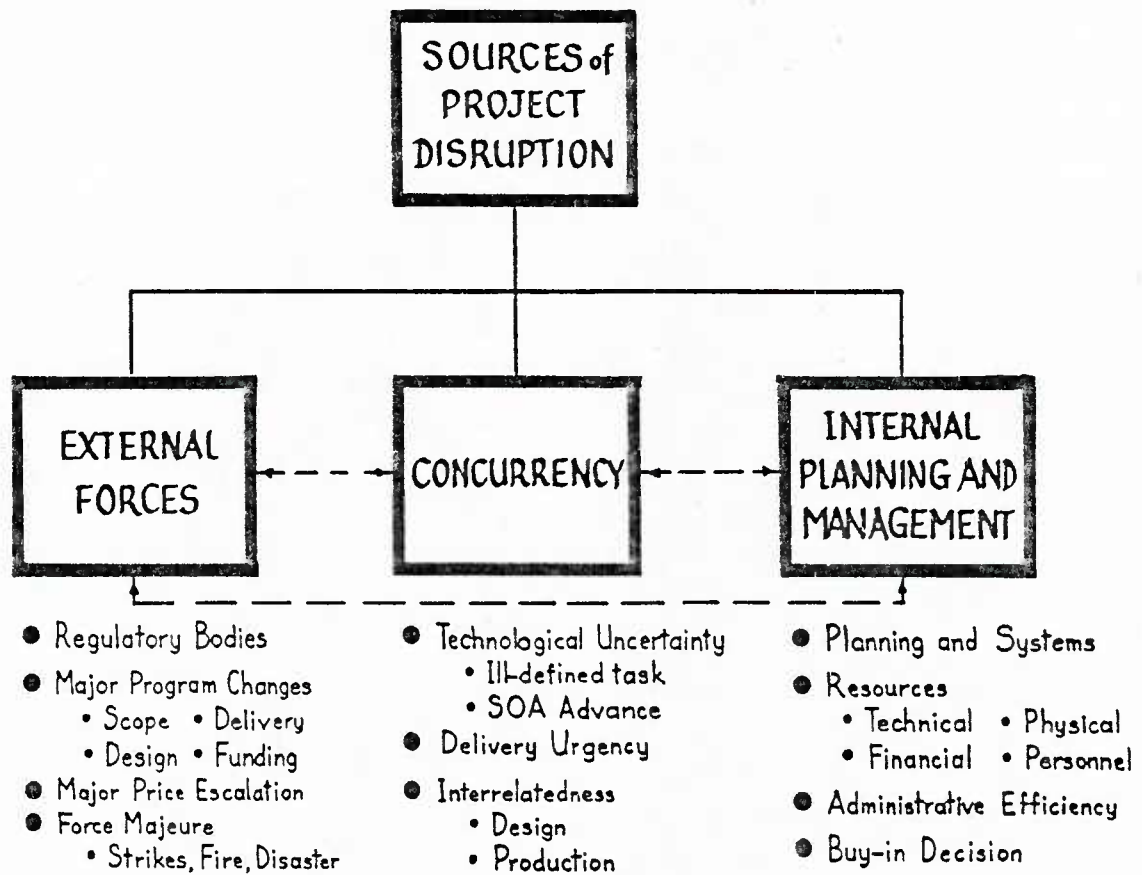 SOURCES of
PROJECT
DISRUPTION
EXTERNAL
FORCES
CONCURRENCY
INTERNAL
PLANNING AND
MANAGEMENT
● Regulatory Bodies
● Major Program Changes
• Scope • Delivery
• Design • Funding
● Major Price Escalation
● Force Majeure
• Strikes, Fire, Disaster
● Technological Uncertainty
• Ill-defined task
• SOA Advance
● Delivery Urgency
● Interrelatedness
• Design
• Production
● Planning and Systems
● Resources
• Technical • Physical
• Financial • Personnel
● Administrative Efficiency
● Buy-in Decision